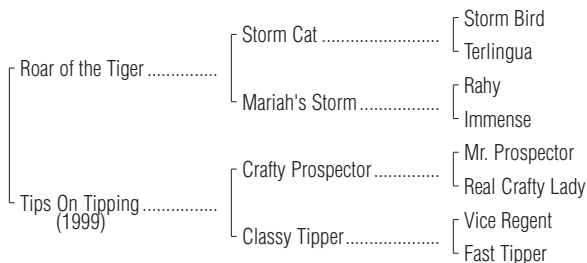 Storm Bird
Storm Cat ........................
Terlingua
Roar of the Tiger ...............
Rahy
Mariah's Storm ................
Immense
Mr. Prospector
Crafty Prospector .............
Real Crafty Lady
Tips On Tipping ................
(1999)
Vice Regent
Classy Tipper ...................
Fast Tipper